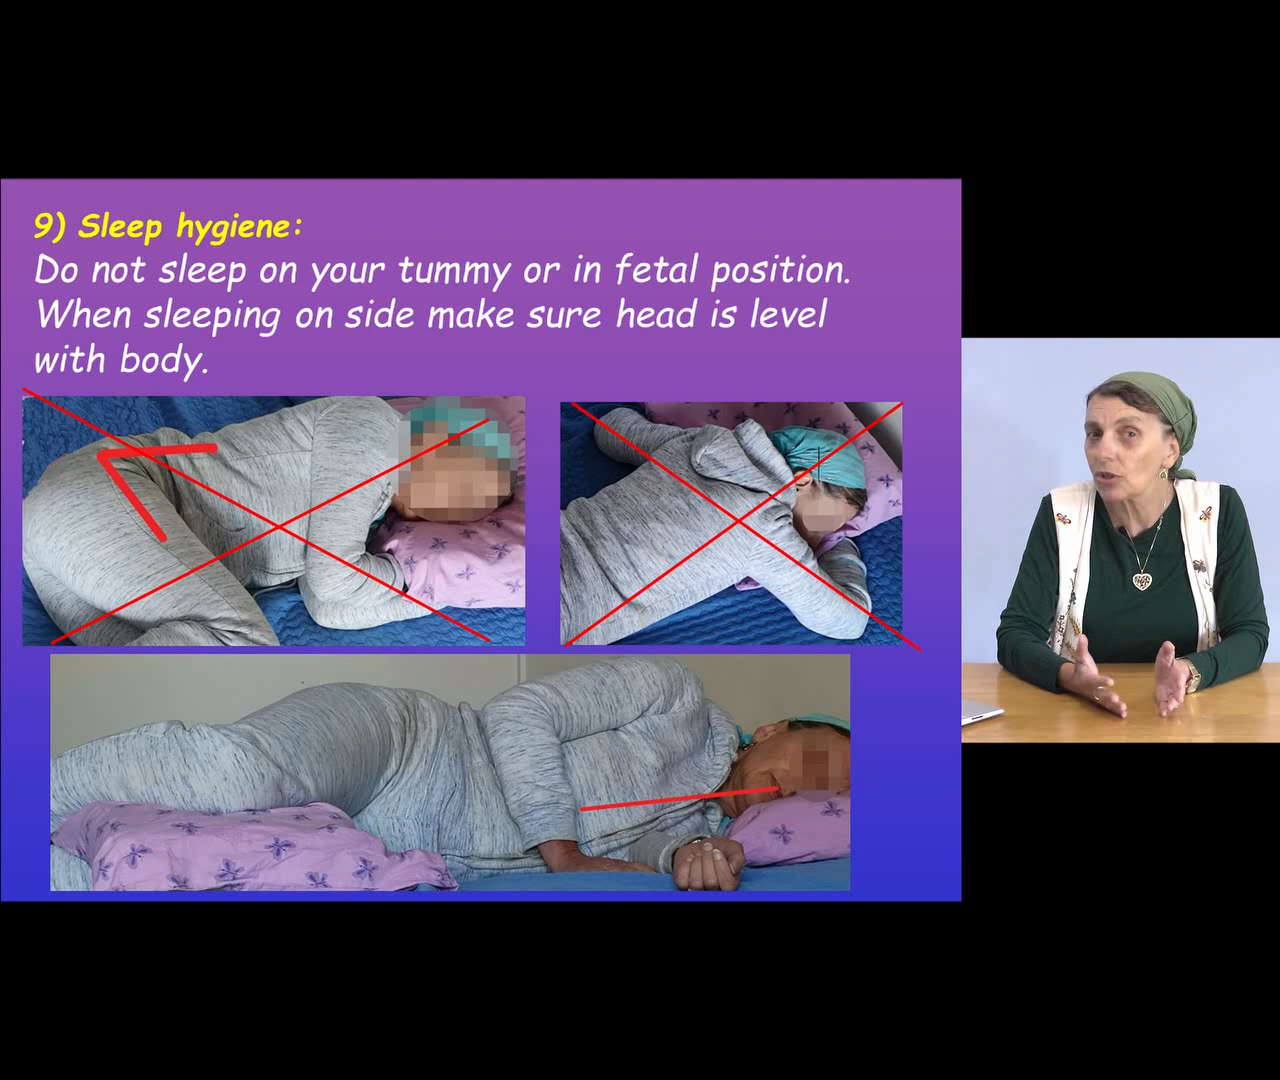 9) Sleep hygiene:
Do not sleep on your tummy or in fetal position.
When sleeping on side make sure head is level
with body.